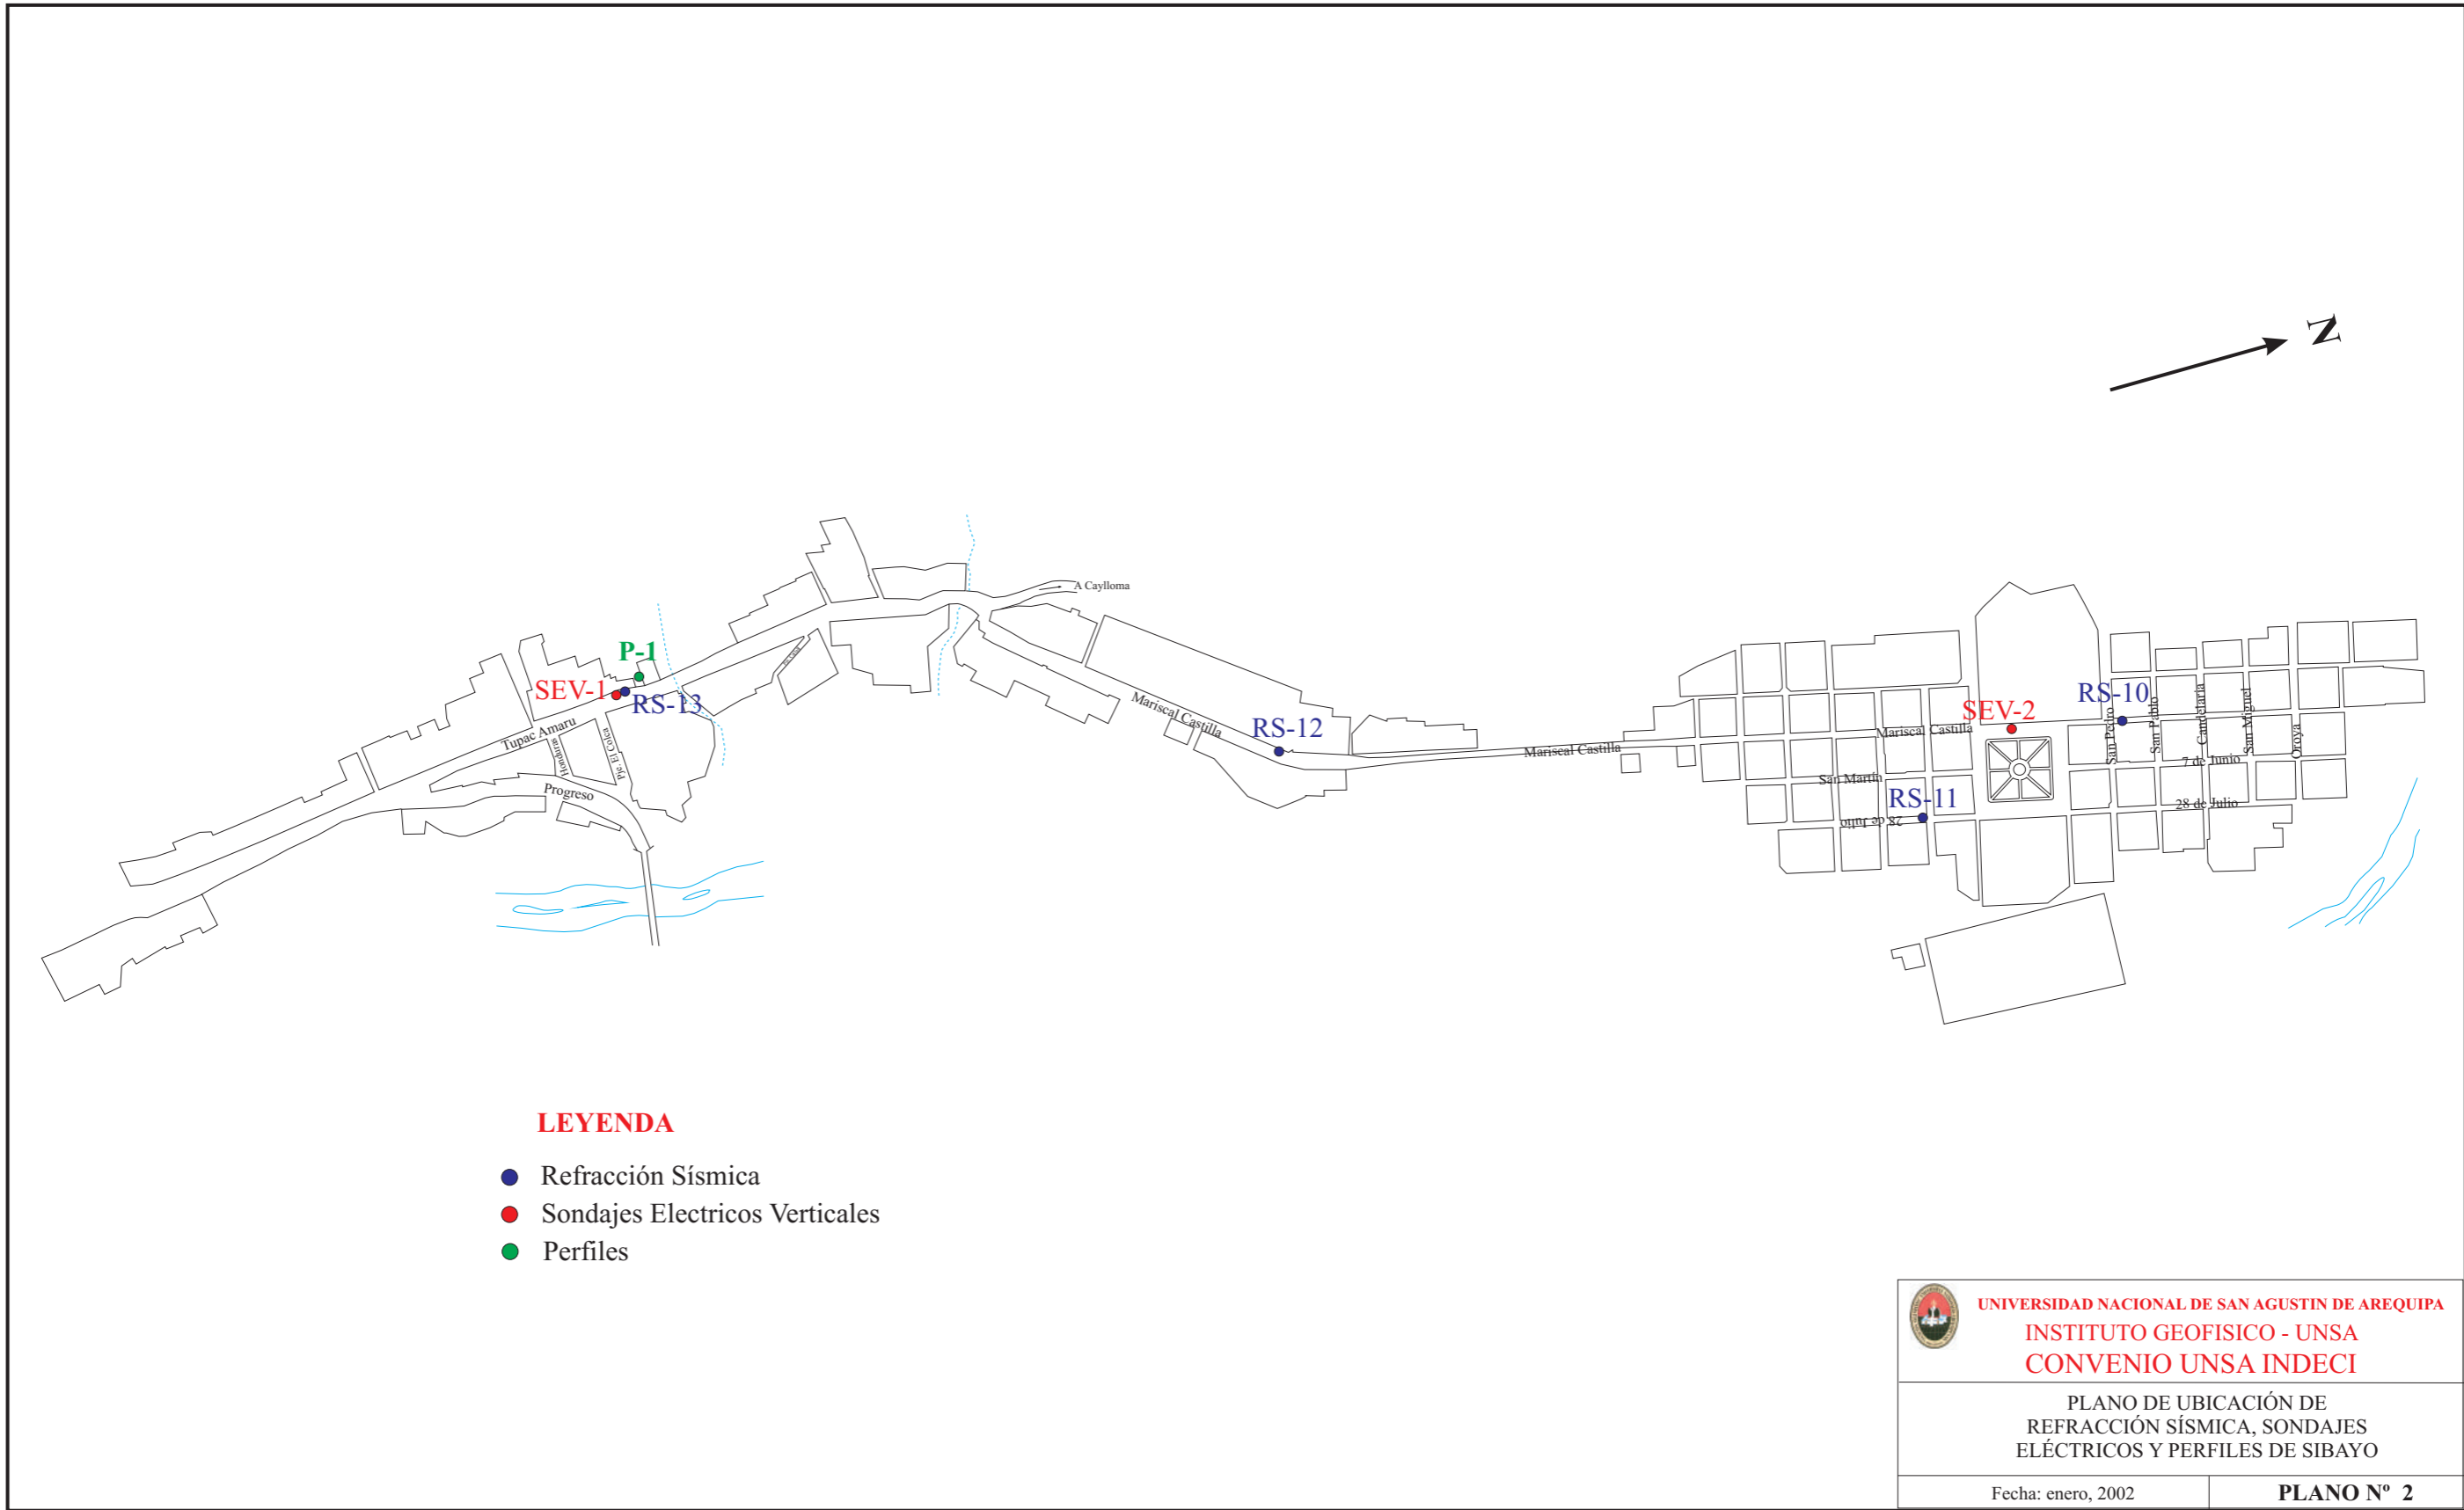 N
A Caylloma
P-1
SEV-1
RS-13
Tupac Amaru
Honduras
Pje. El Colca
Progreso
Mariscal Castilla
RS-12
Mariscal Castilla
SEV-2
RS-10
Mariscal Castilla
San Pedro
San Pablo
Candelaria
San Miguel
Oroya
7 de Junio
San Martín
RS-11
28 de Julio
28 de Julio
LEYENDA
Refracción Sísmica
Sondajes Electricos Verticales
Perfiles
UNIVERSIDAD NACIONAL DE SAN AGUSTIN DE AREQUIPA
INSTITUTO GEOFISICO - UNSA
CONVENIO UNSA INDECI
PLANO DE UBICACIÓN DE
REFRACCIÓN SÍSMICA, SONDAJES
ELÉCTRICOS Y PERFILES DE SIBAYO
Fecha: enero, 2002
PLANO Nº 2